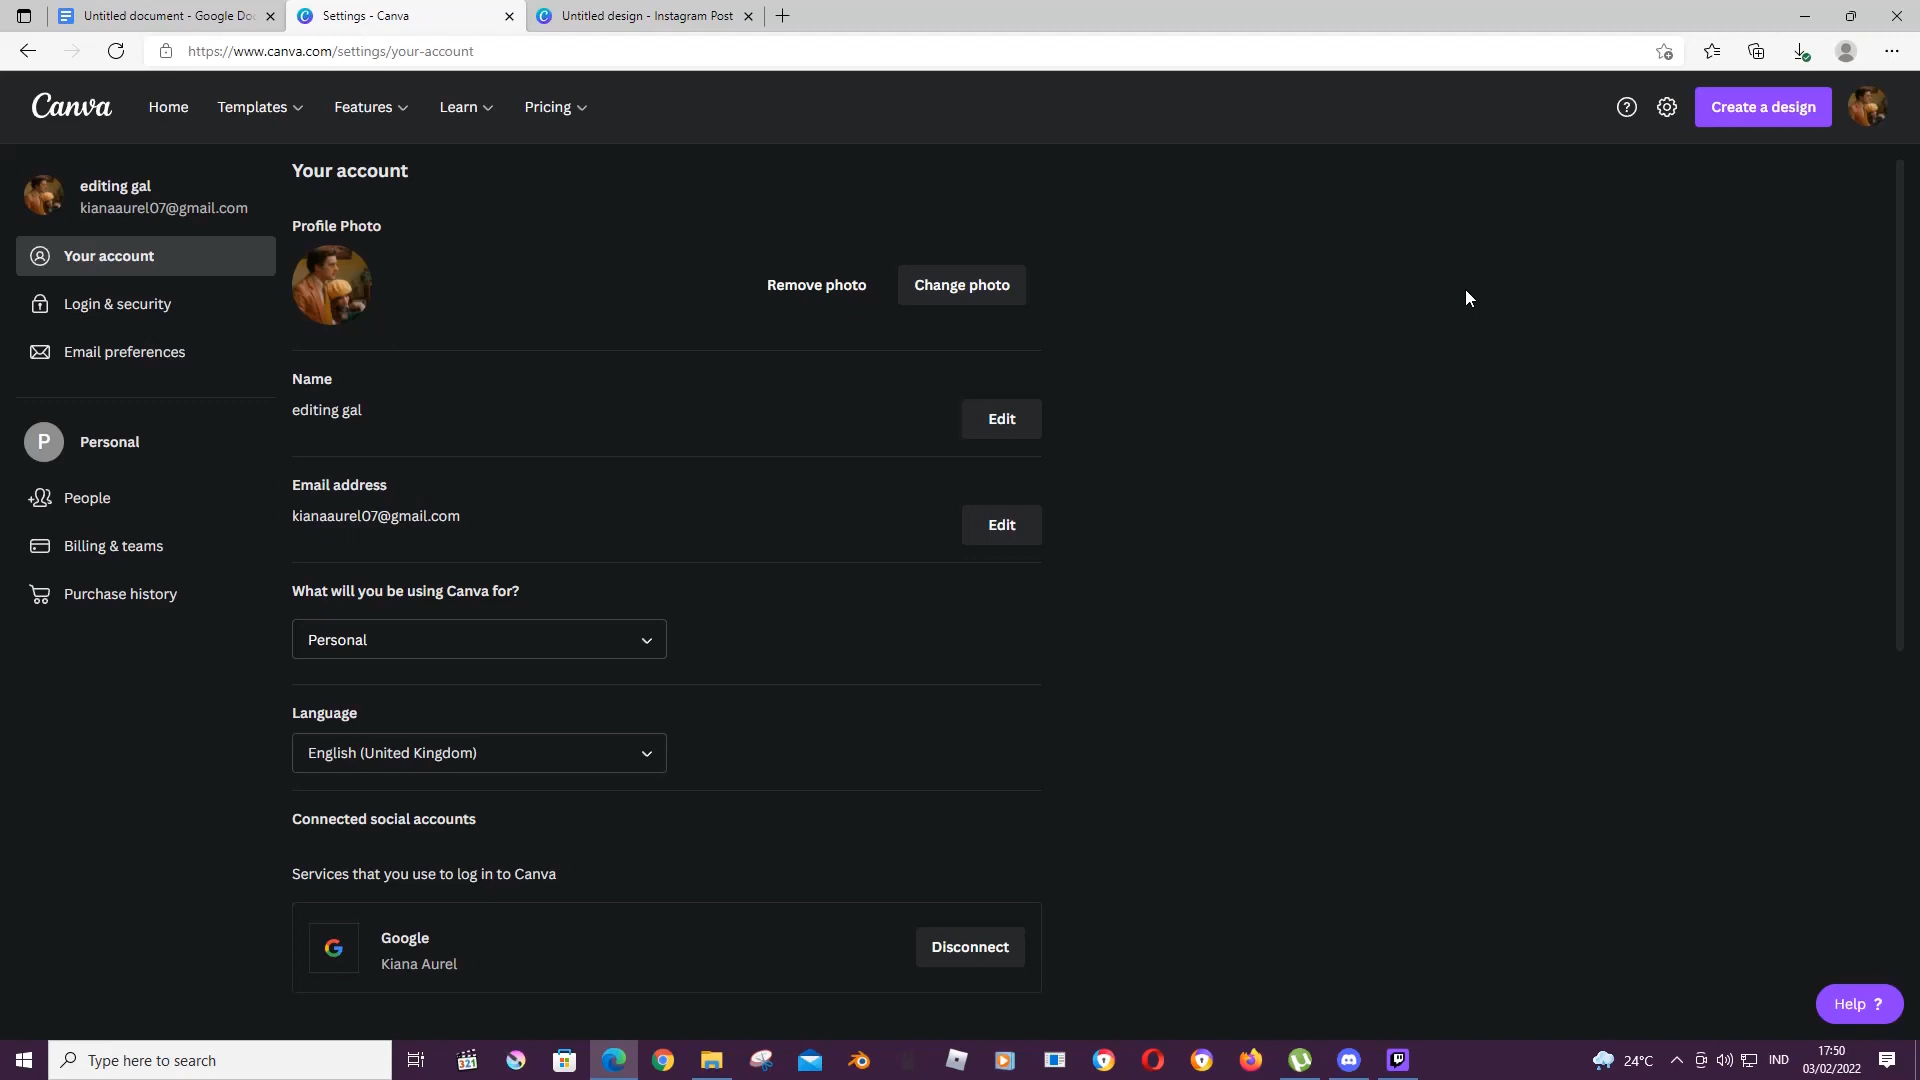 Untitled document - Google Do
Settings - Canva
Untitled design - Instagram Post
https://www.canva.com/settings/your-account
Canva
Home
Templates
Features
Learn
Pricing
Create a design
editing gal
kianaaurel07@gmail.com
Your account
Login & security
Email preferences
P
Personal
People
Billing & teams
Purchase history
Your account
Profile Photo
Remove photo
Change photo
Name
editing gal
Edit
Email address
kianaaurel07@gmail.com
Edit
What will you be using Canva for?
Personal
Language
English (United Kingdom)
Connected social accounts
Services that you use to log in to Canva
Google
Kiana Aurel
Disconnect
Help ?
Type here to search
321
24°C
IND
17:50
03/02/2022